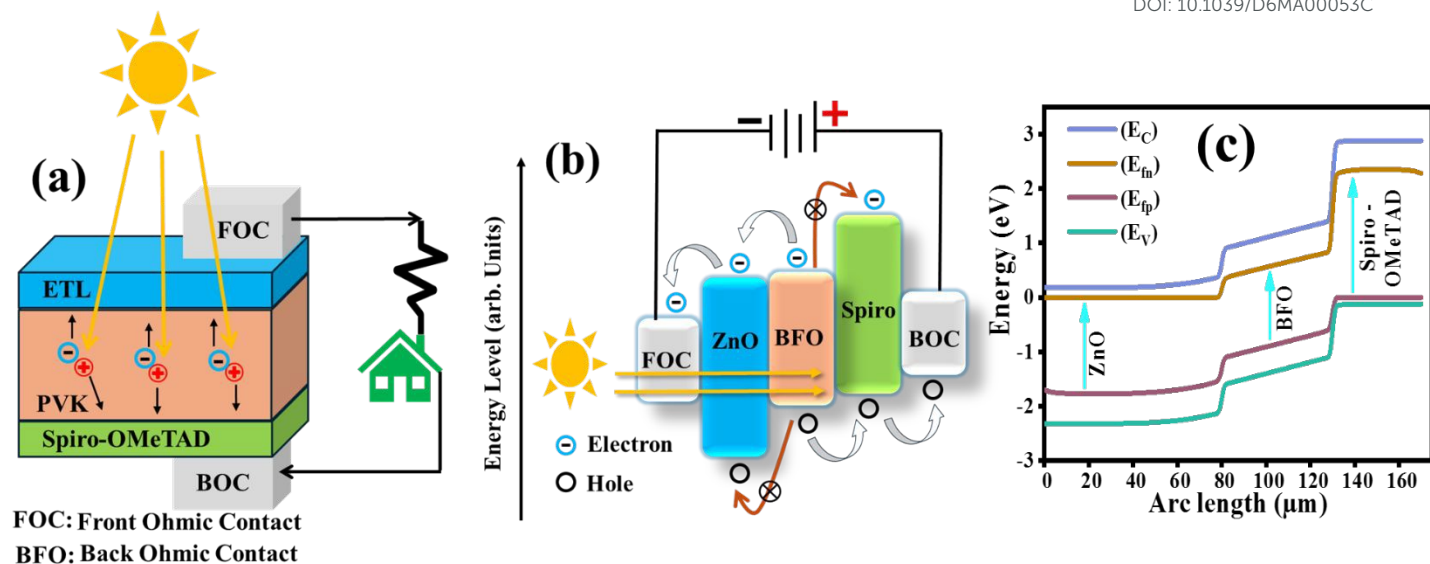 DOI: 10.1039/D6MA00053C
(a)
FOC
ETL
PVK
Spiro-OMeTAD
BOC
FOC: Front Ohmic Contact
BFO: Back Ohmic Contact
(b)
Energy Level (arb. Units)
- +
FOC
ZnO
BFO
Spiro
BOC
Electron
Hole
(c)
Energy (eV)
3
2
1
0
-1
-2
-3
(E_C)
(E_fn)
(E_fp)
(E_V)
ZnO
BFO
Spiro -
OMeTAD
0 20 40 60 80 100 120 140 160
Arc length (μm)